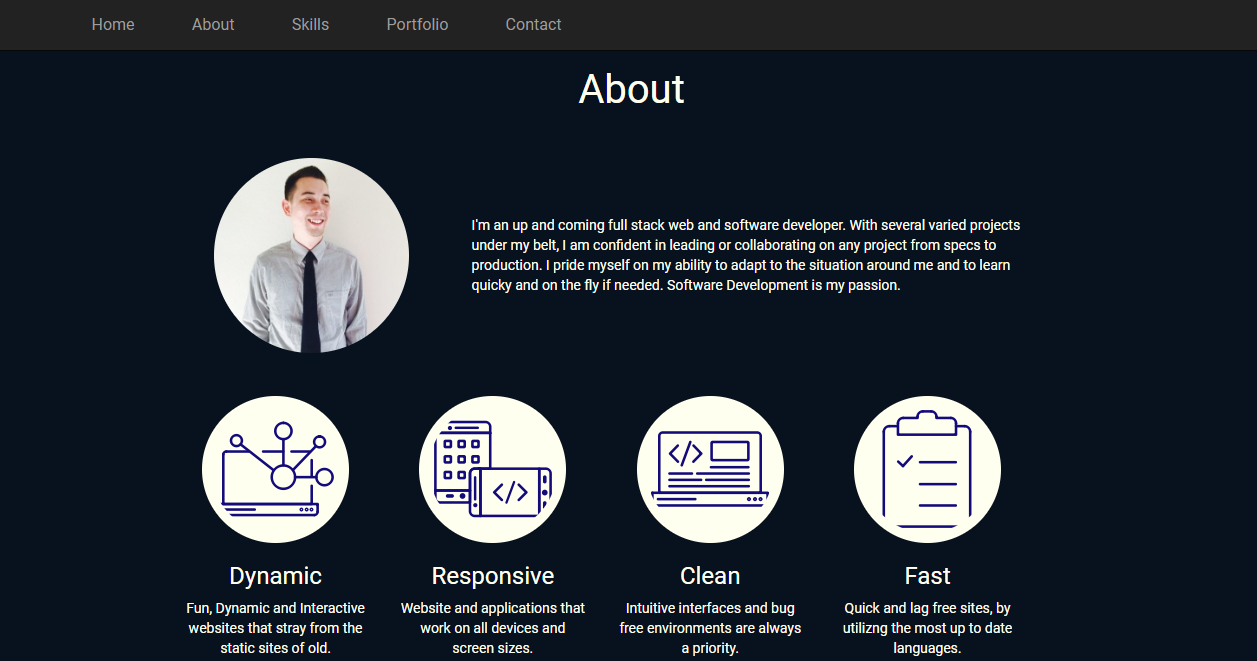 Home About Skills Portfolio Contact
About
I'm an up and coming full stack web and software developer. With several varied projects
under my belt, I am confident in leading or collaborating on any project from specs to
production. I pride myself on my ability to adapt to the situation around me and to learn
quicky and on the fly if needed. Software Development is my passion.
</>
</>
Dynamic
Fun, Dynamic and Interactive
websites that stray from the
static sites of old.
Responsive
Website and applications that
work on all devices and
screen sizes.
Clean
Intuitive interfaces and bug
free environments are always
a priority.
Fast
Quick and lag free sites, by
utilizng the most up to date
languages.